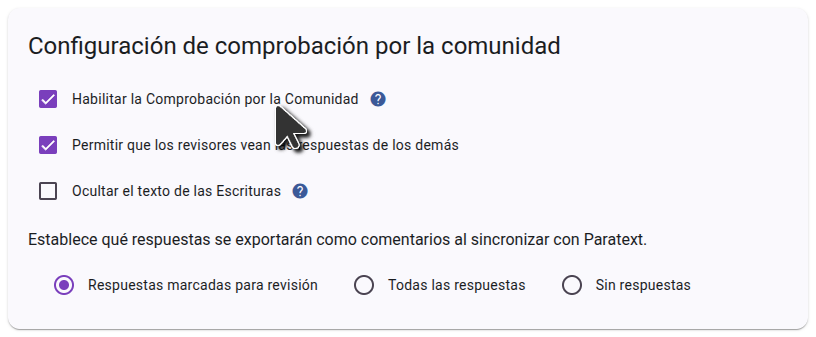 Configuración de comprobación por la comunidad
Habilitar la Comprobación por la Comunidad
Permitir que los revisores vean las respuestas de los demás
Ocultar el texto de las Escrituras
Establece qué respuestas se exportarán como comentarios al sincronizar con Paratext.
Respuestas marcadas para revisión Todas las respuestas Sin respuestas